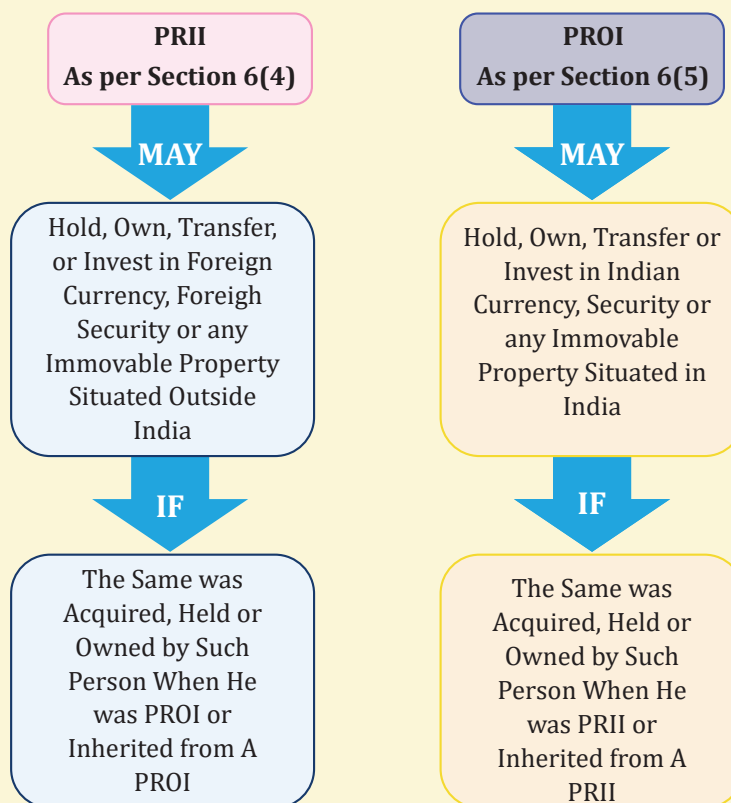 PRII
As per Section 6(4)
MAY
Hold, Own, Transfer,
or Invest in Foreign
Currency, Foreigh
Security or any
Immovable Property
Situated Outside
India
IF
The Same was
Acquired, Held or
Owned by Such
Person When He
was PROI or
Inherited from A
PROI
PROI
As per Section 6(5)
MAY
Hold, Own, Transfer or
Invest in Indian
Currency, Security or
any Immovable
Property Situated in
India
IF
The Same was
Acquired, Held or
Owned by Such
Person When He
was PRII or
Inherited from A
PRII